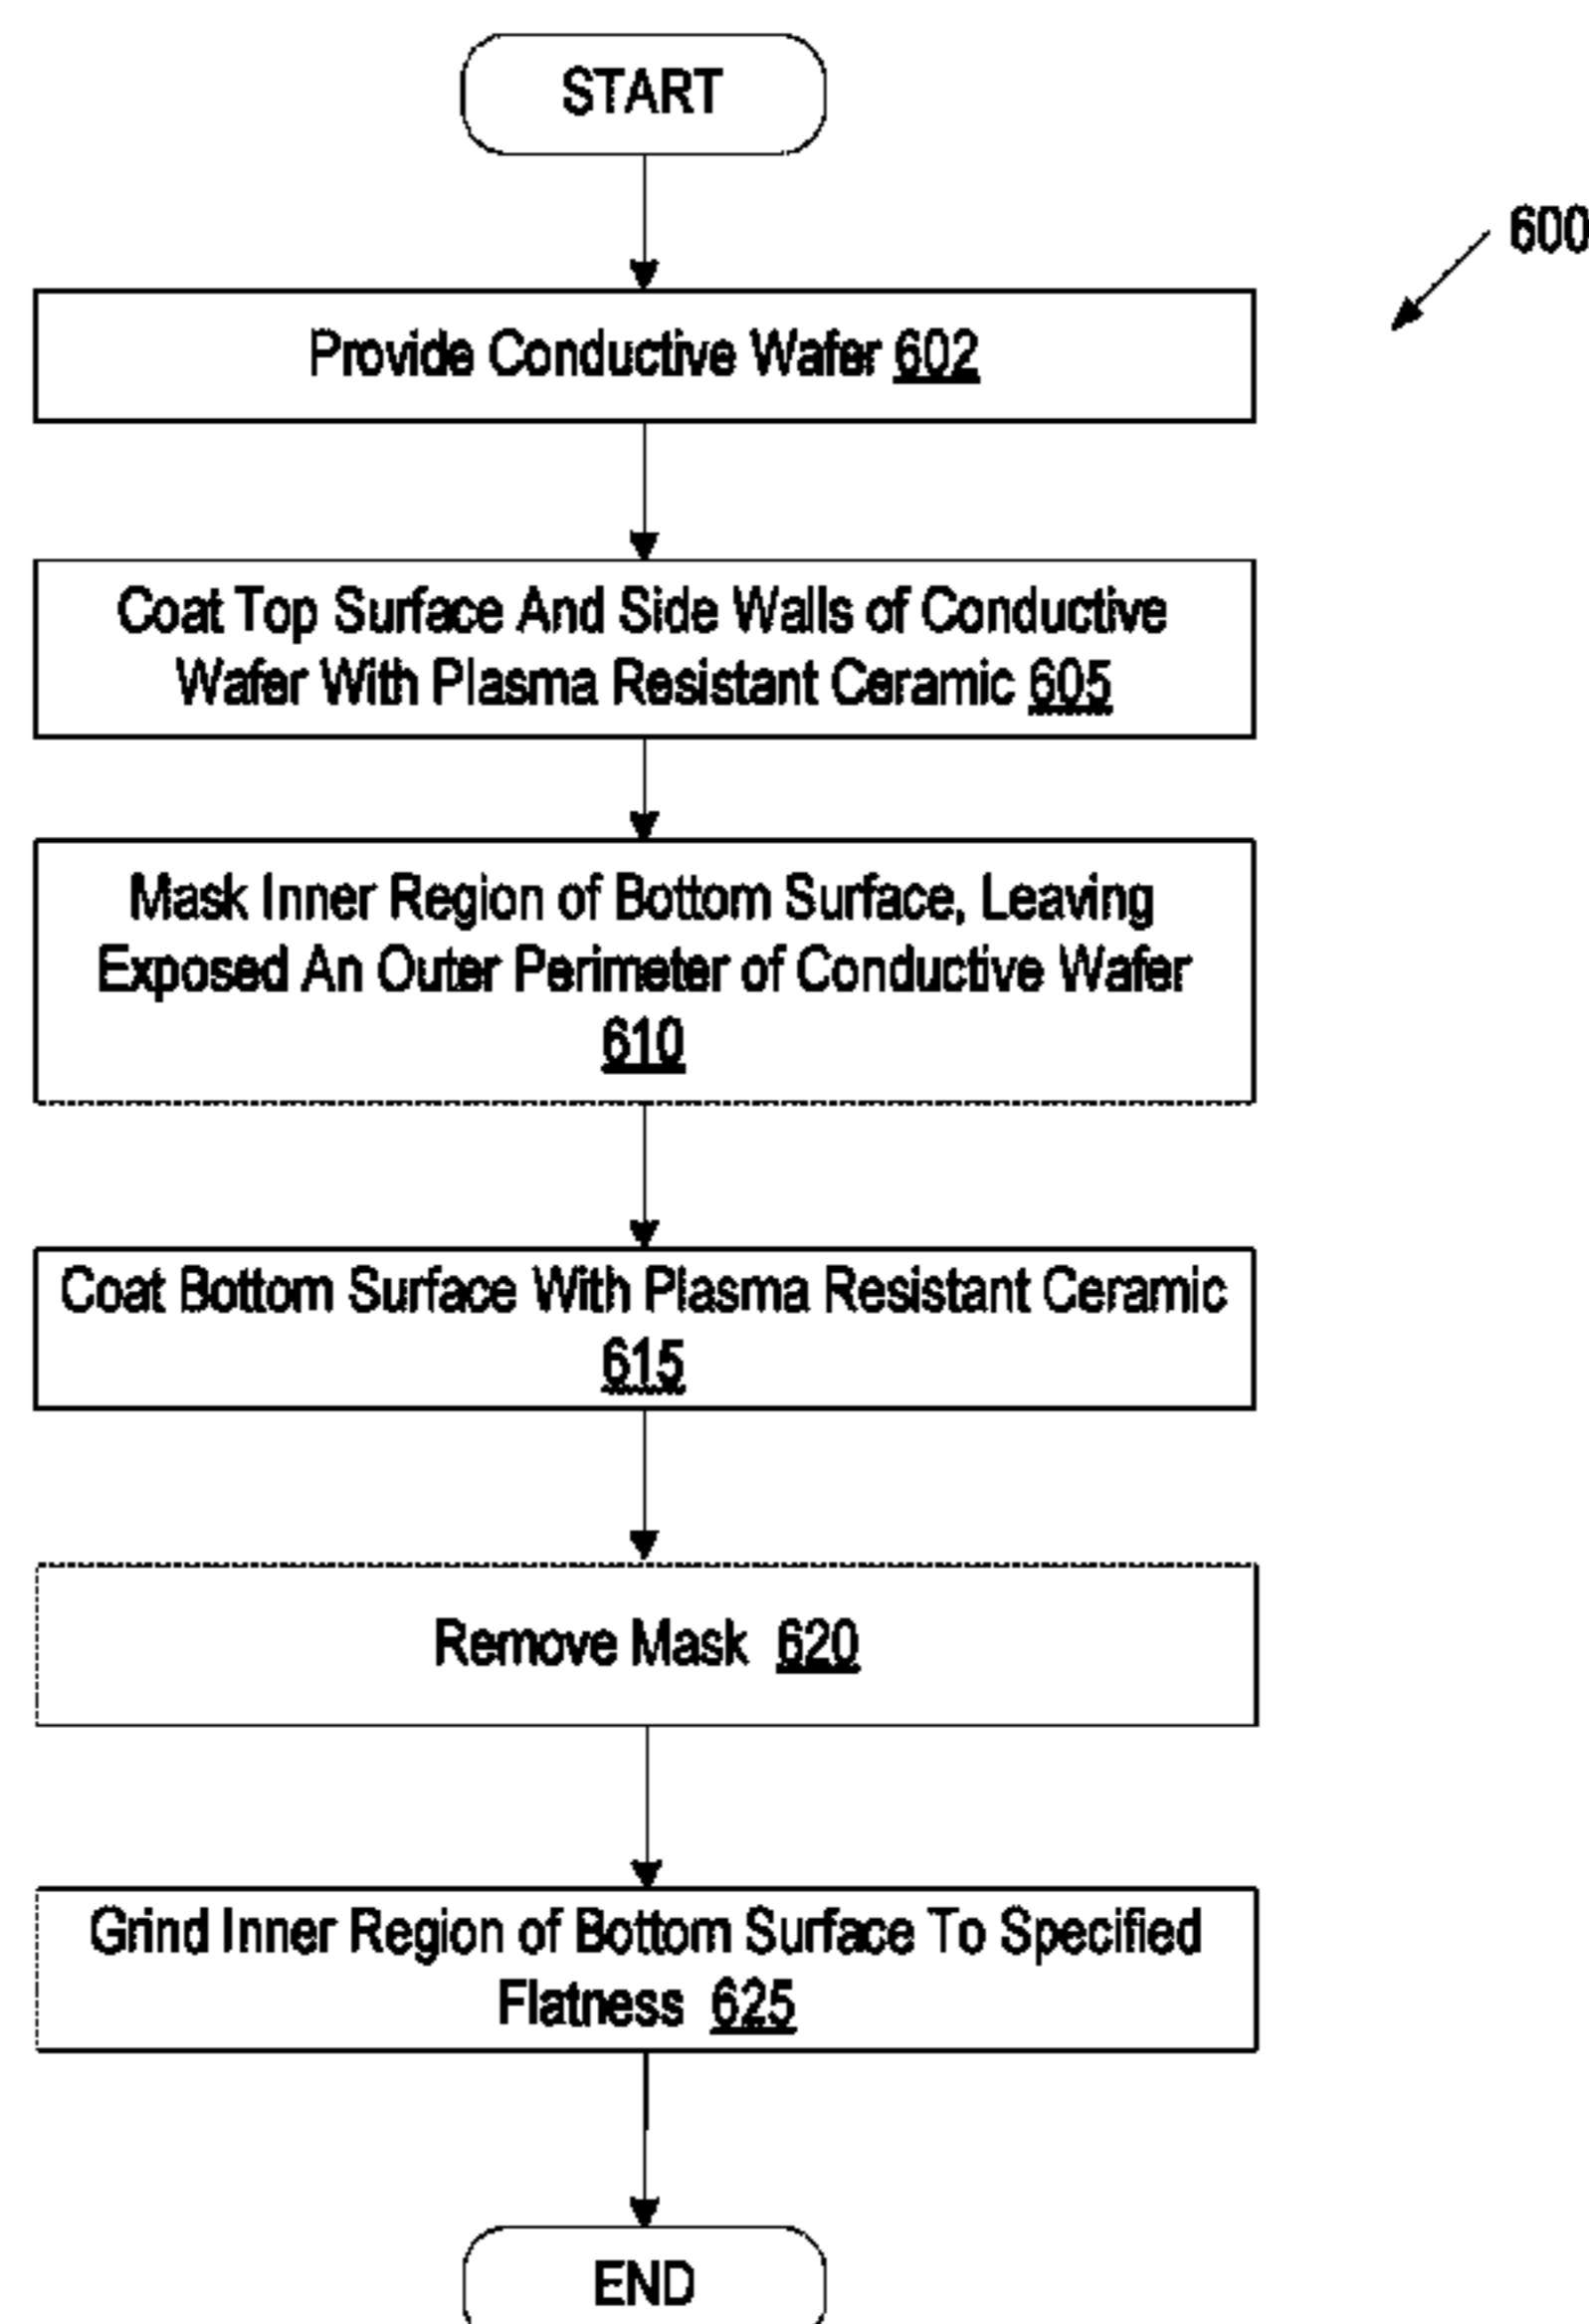 START
600
Provide Conductive Wafer 602
Coat Top Surface And Side Walls of Conductive
Wafer With Plasma Resistant Ceramic 605
Mask Inner Region of Bottom Surface, Leaving
Exposed An Outer Perimeter of Conductive Wafer
610
Coat Bottom Surface With Plasma Resistant Ceramic
615
Remove Mask 620
Grind Inner Region of Bottom Surface To Specified
Flatness 625
END